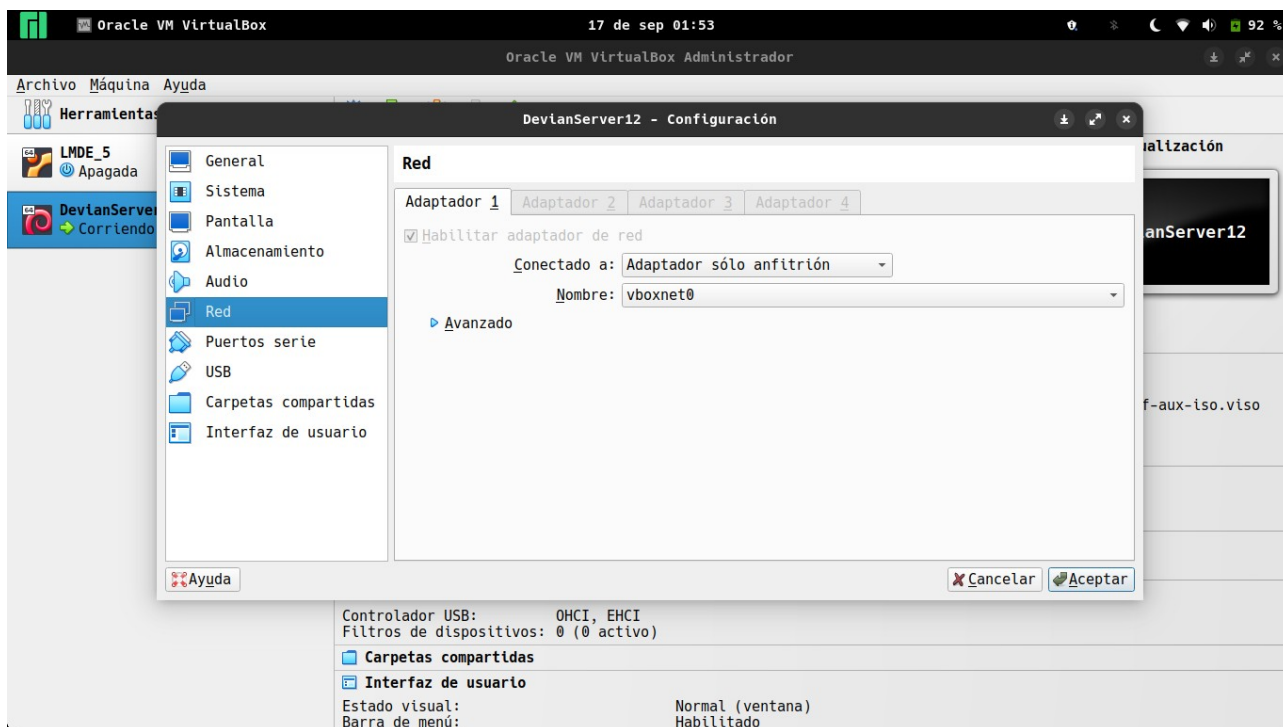 Oracle VM VirtualBox 17 de sep 01:53 92 %
Oracle VM VirtualBox Administrador
Archivo Máquina Ayuda
Herramientas
LMDE_5
Apagada
DevianServer
Corriendo
DevianServer12 - Configuración
General
Sistema
Pantalla
Almacenamiento
Audio
Red
Puertos serie
USB
Carpetas compartidas
Interfaz de usuario
Red
Adaptador 1 Adaptador 2 Adaptador 3 Adaptador 4
Habilitar adaptador de red
Conectado a: Adaptador sólo anfitrión
Nombre: vboxnet0
Avanzado
Ayuda Cancelar Aceptar
ualización
anServer12
f-aux-iso.viso
Controlador USB: OHCI, EHCI
Filtros de dispositivos: 0 (0 activo)
Carpetas compartidas
Interfaz de usuario
Estado visual: Normal (ventana)
Barra de menú: Habilitado